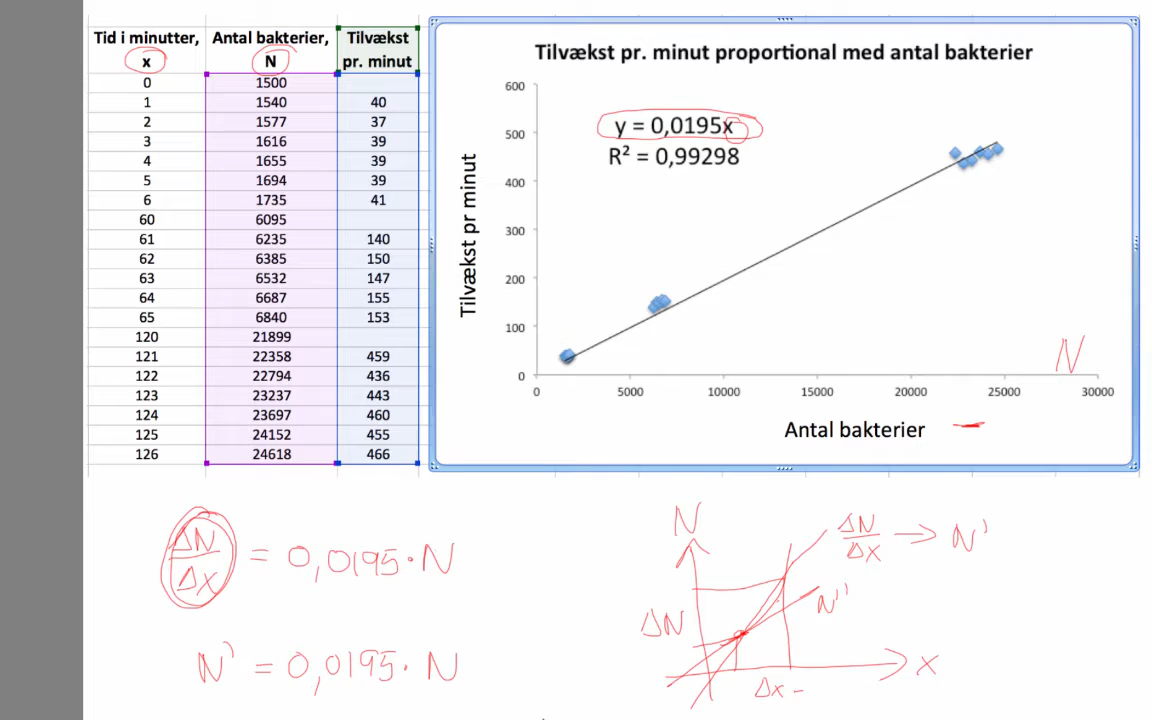 Tid i minutter, Antal bakterier, Tilvækst
x N pr. minut
0 1500
1 1540 40
2 1577 37
3 1616 39
4 1655 39
5 1694 39
6 1735 41
60 6095
61 6235 140
62 6385 150
63 6532 147
64 6687 155
65 6840 153
120 21899
121 22358 459
122 22794 436
123 23237 443
124 23697 460
125 24152 455
126 24618 466
Tilvækst pr. minut proportional med antal bakterier
y = 0,0195x
R² = 0,99298
Tilvækst pr minut
600
500
400
300
200
100
0
0 5000 10000 15000 20000 25000 30000
N
Antal bakterier
ΔN/Δx = 0,0195·N
N' = 0,0195·N
N
ΔN/Δx → N'
N'
ΔN
x
Δx